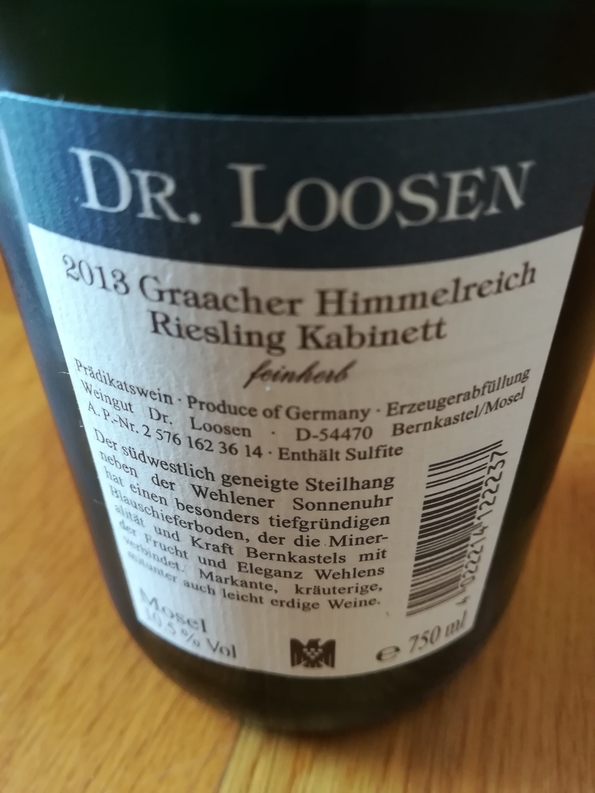 DR. LOOSEN
2013 Graacher Himmelreich
Riesling Kabinett
feinherb
Prädikatswein · Produce of Germany · Erzeugerabfüllung
Weingut Dr. Loosen · D-54470 Bernkastel/Mosel
A.P.-Nr. 2 576 162 36 14 · Enthält Sulfite
Der südwestlich geneigte Steilhang
neben der Wehlener Sonnenuhr
hat einen besonders tiefgründigen
Blauschieferboden, der die Miner-
alität und Kraft Bernkastels mit
der Frucht und Eleganz Wehlens
verbindet. Markante, kräuterige,
mitunter auch leicht erdige Weine.
4 022214 122237
Mosel
10,5 % Vol
e 750 ml